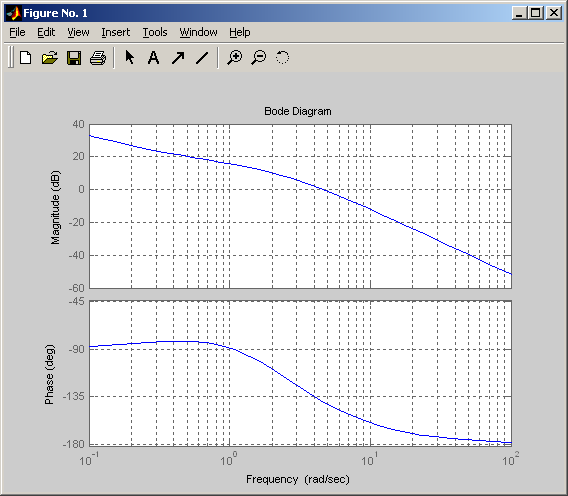 Figure No. 1
File Edit View Insert Tools Window Help
A
Bode Diagram
40
20
0
-20
-40
-60
Magnitude (dB)
-45
-90
-135
-180
Phase (deg)
10^-1 10^0 10^1 10^2
Frequency (rad/sec)